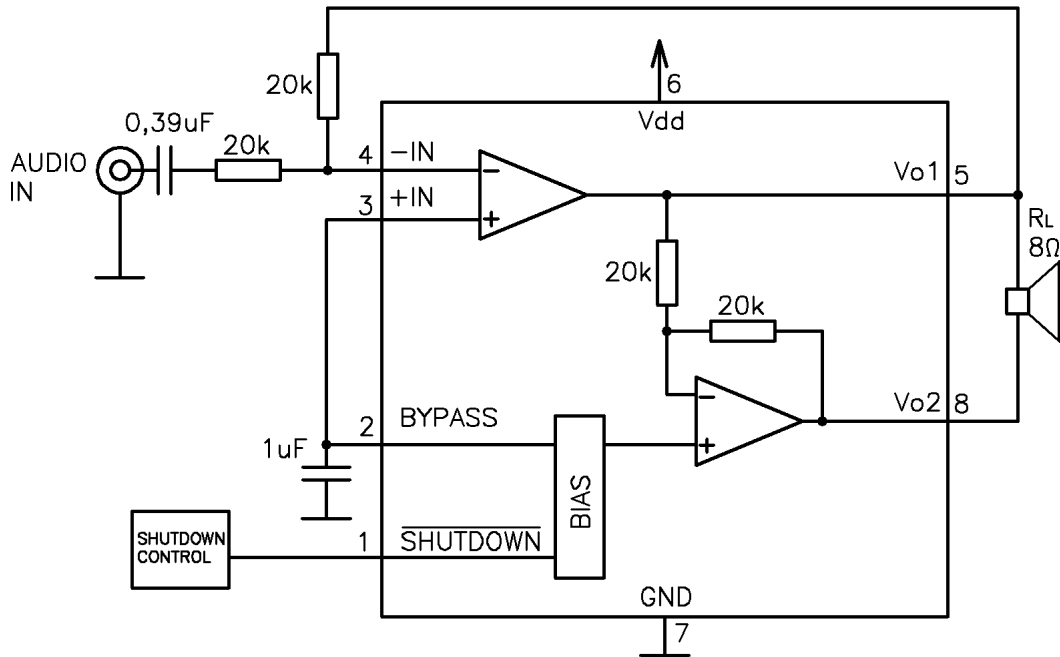 20k
6
Vdd
0,39uF
20k
AUDIO
IN
4
-IN
3
+IN
Vo1
5
RL
8Ω
20k
20k
Vo2
8
2
BYPASS
1uF
BIAS
SHUTDOWN
CONTROL
1
SHUTDOWN
GND
7